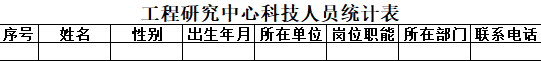 工程研究中心科技人员统计表
序号 姓名 性别 出生年月 所在单位 岗位职能 所在部门 联系电话